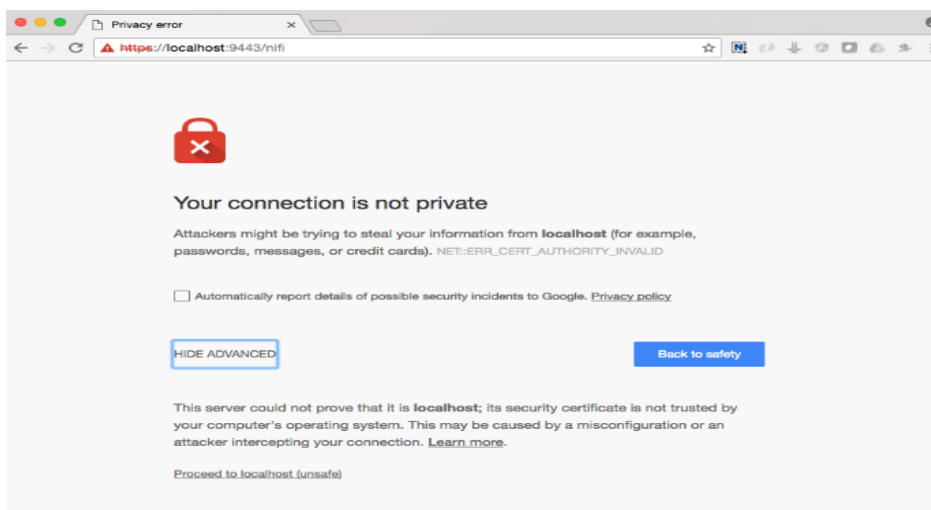 Privacy error
https://localhost:9443/nifi
Your connection is not private
Attackers might be trying to steal your information from localhost (for example,
passwords, messages, or credit cards). NET::ERR_CERT_AUTHORITY_INVALID
Automatically report details of possible security incidents to Google. Privacy policy
HIDE ADVANCED
Back to safety
This server could not prove that it is localhost; its security certificate is not trusted by
your computer's operating system. This may be caused by a misconfiguration or an
attacker intercepting your connection. Learn more.
Proceed to localhost (unsafe)